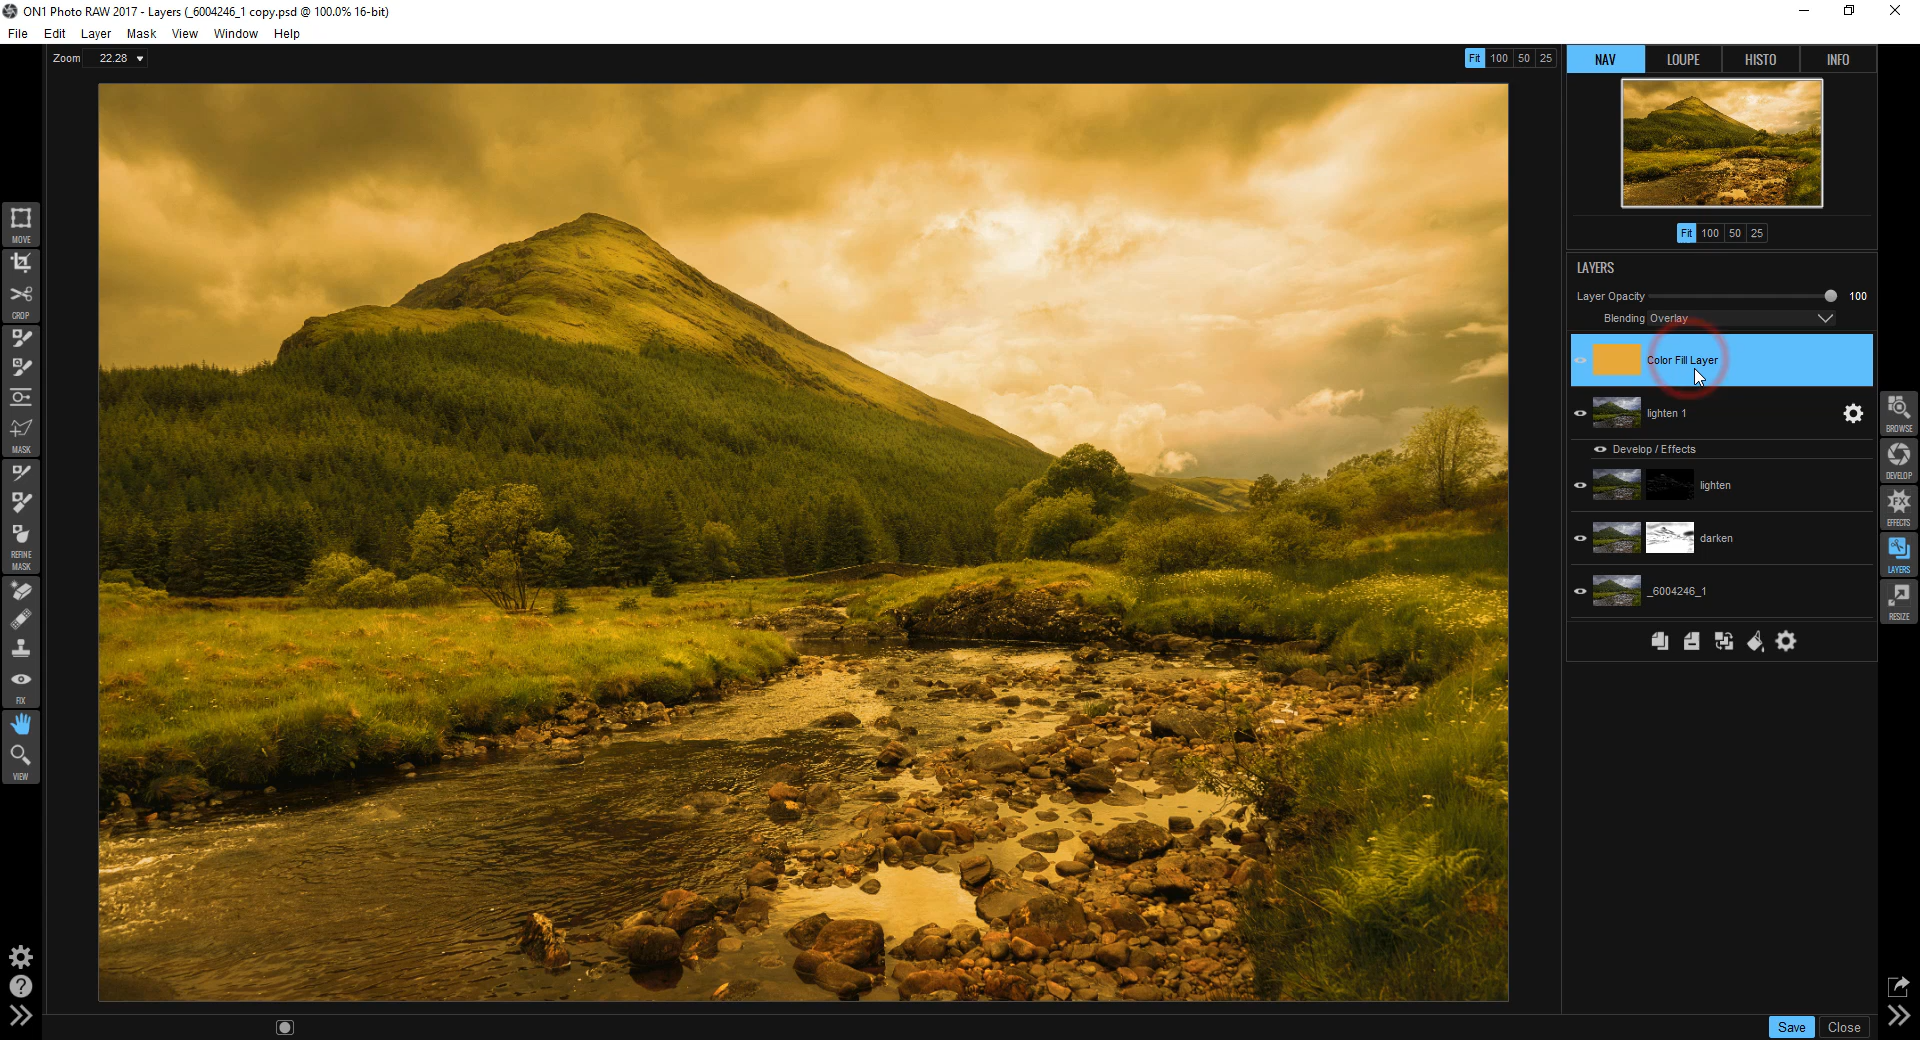 ON1 Photo RAW 2017 - Layers (_6004246_1 copy.psd @ 100.0% 16-bit)
File Edit Layer Mask View Window Help
Zoom 22.28
Fit 100 50 25
NAV LOUPE HISTO INFO
Fit 100 50 25
LAYERS
Layer Opacity 100
Blending Overlay
Color Fill Layer
lighten 1
Develop / Effects
lighten
darken
_6004246_1
MOVE
CROP
MASK
REFINE
MASK
FIX
VIEW
BROWSE
DEVELOP
FX
EFFECTS
LAYERS
RESIZE
Save Close